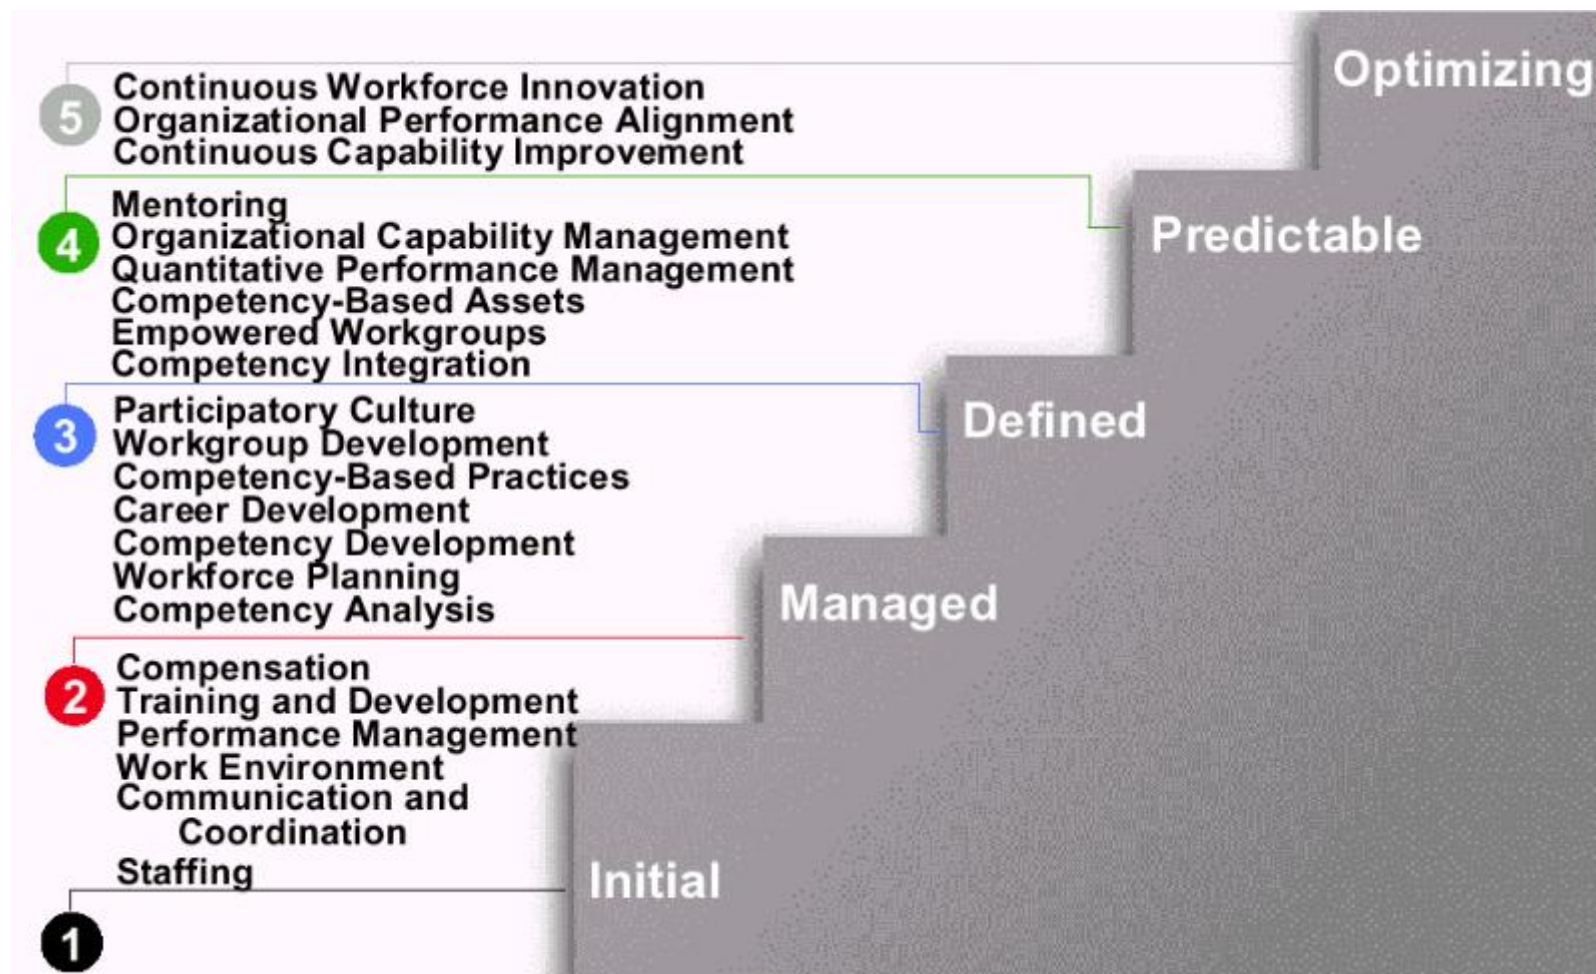 Optimizing
5
Continuous Workforce Innovation
Organizational Performance Alignment
Continuous Capability Improvement
Predictable
4
Mentoring
Organizational Capability Management
Quantitative Performance Management
Competency-Based Assets
Empowered Workgroups
Competency Integration
Defined
3
Participatory Culture
Workgroup Development
Competency-Based Practices
Career Development
Competency Development
Workforce Planning
Competency Analysis
Managed
2
Compensation
Training and Development
Performance Management
Work Environment
Communication and
Coordination
Staffing
Initial
1